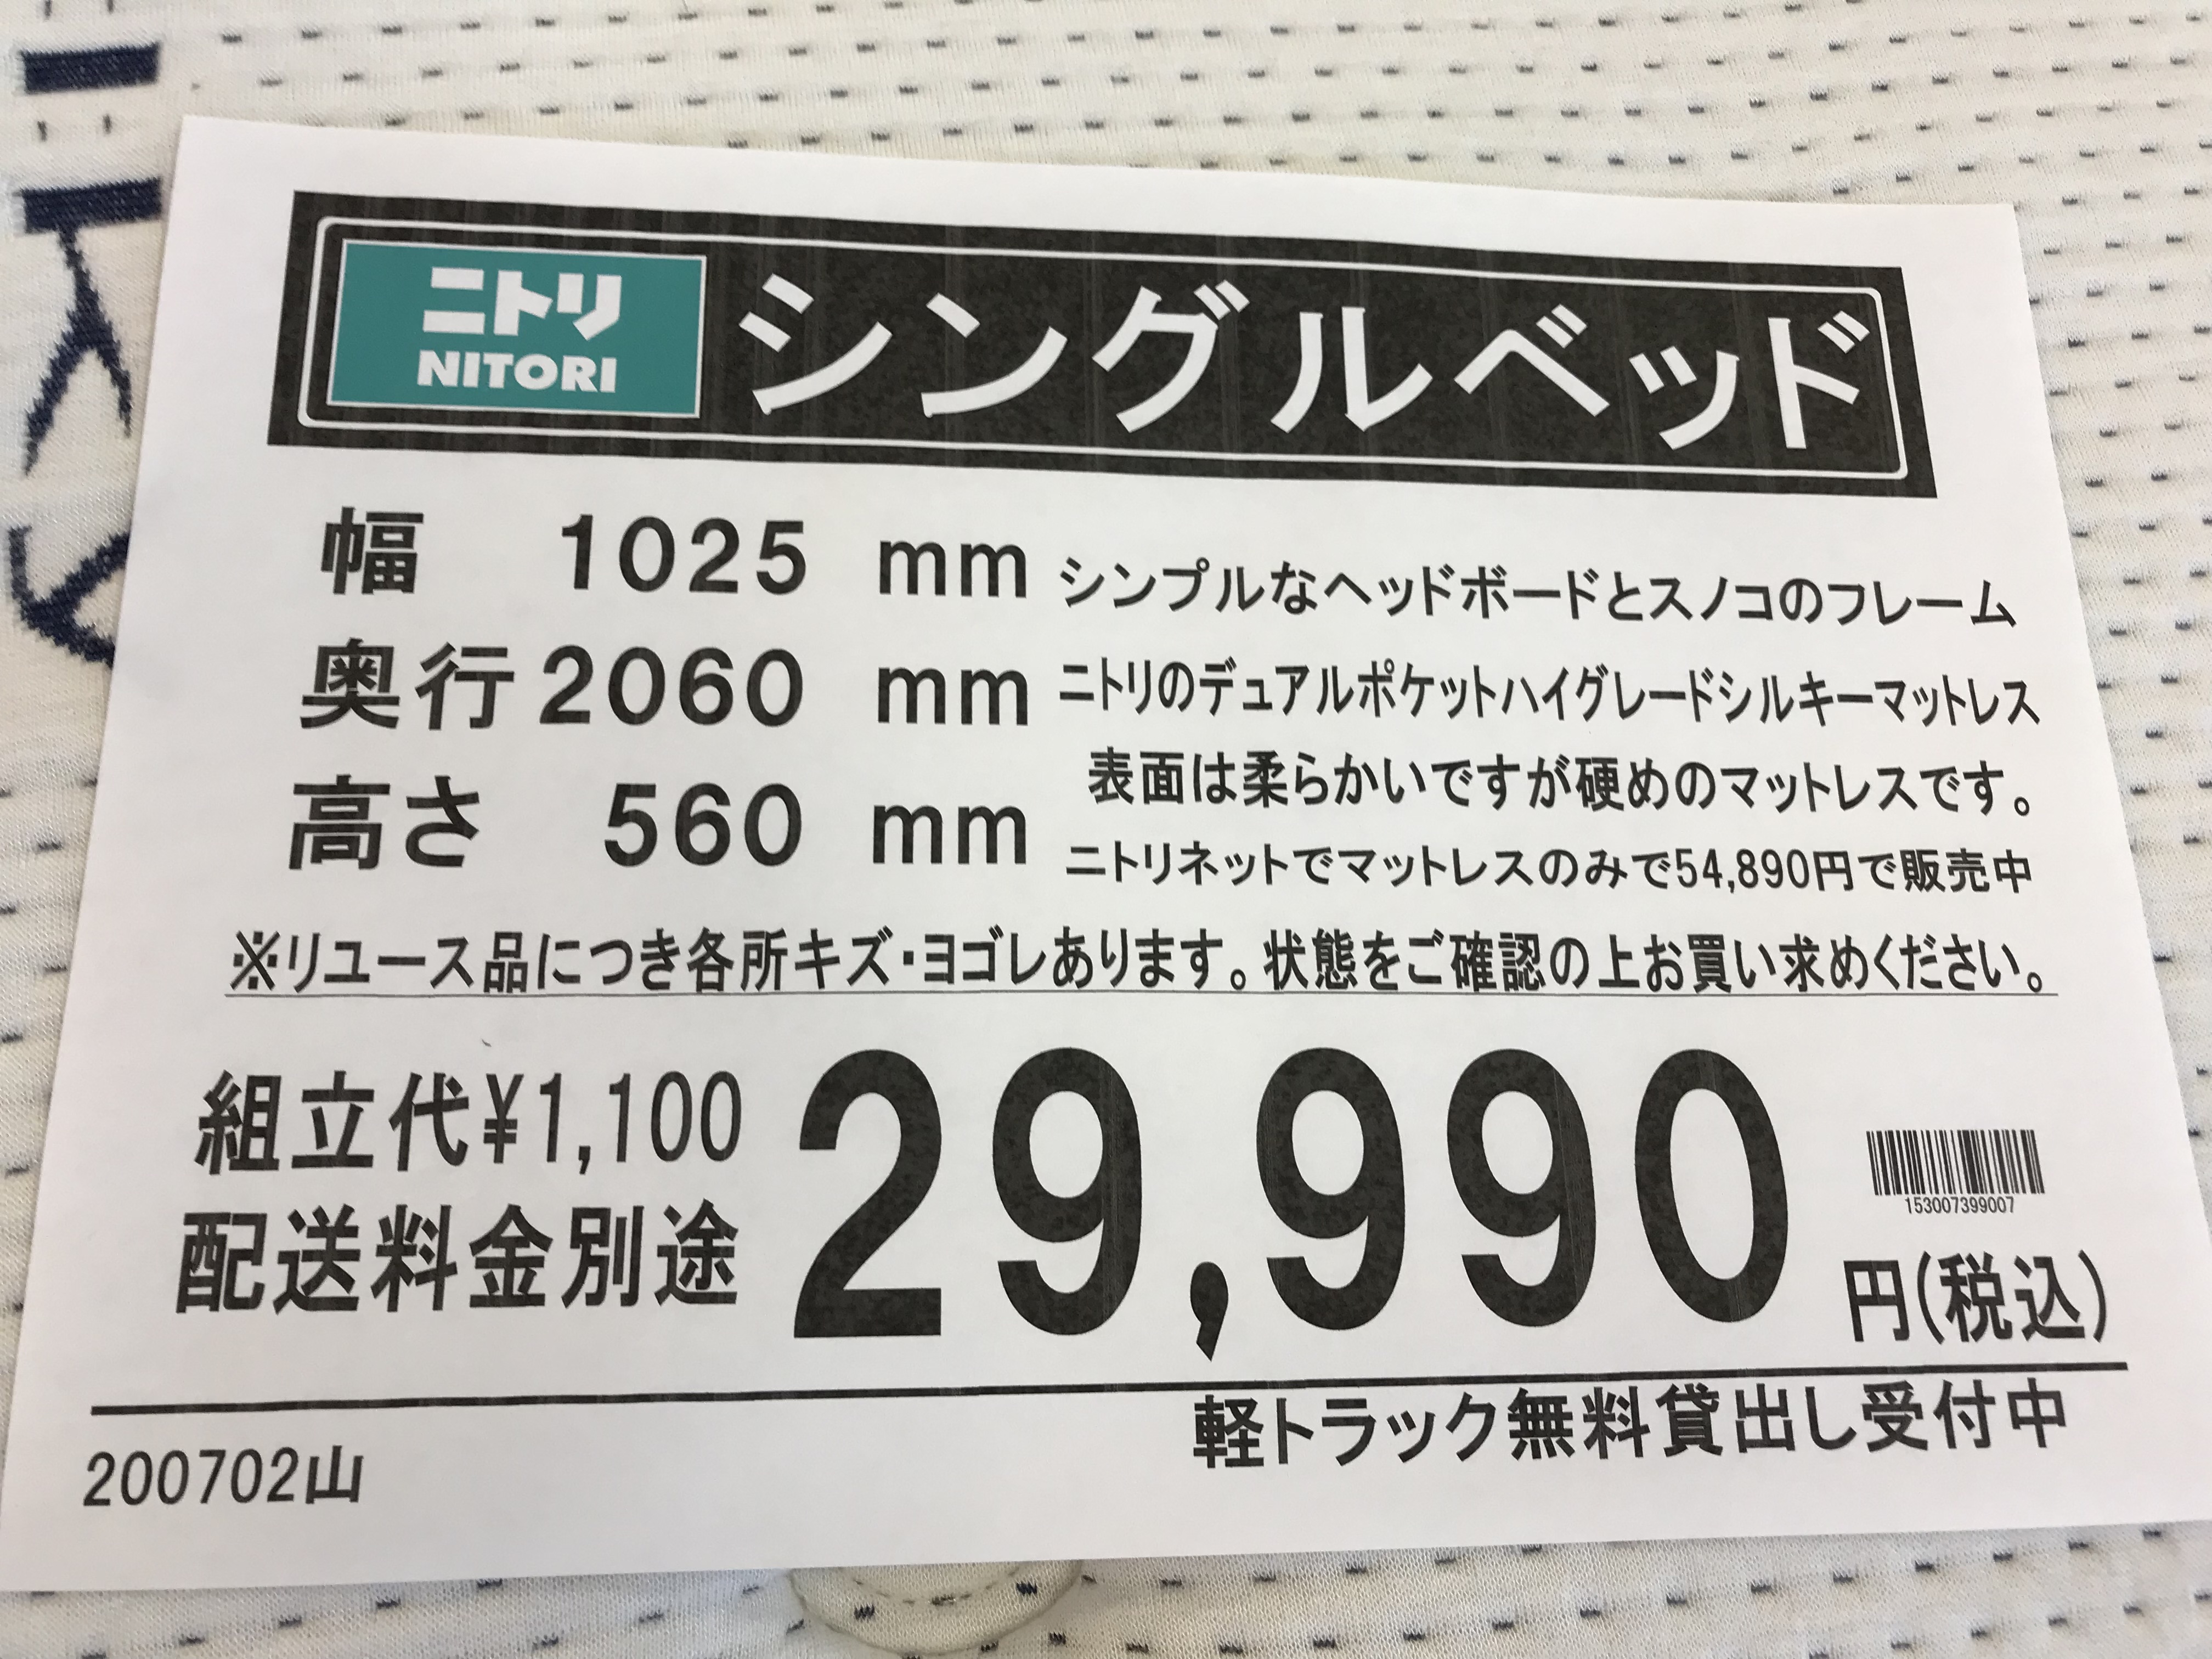 ニトリ
NITORI
シングルベッド
幅 1025 mm
奥行2060 mm
高さ 560 mm
シンプルなヘッドボードとスノコのフレーム
ニトリのデュアルポケットハイグレードシルキーマットレス
表面は柔らかいですが硬めのマットレスです。
ニトリネットでマットレスのみで54,890円で販売中
※リユース品につき各所キズ・ヨゴレあります。状態をご確認の上お買い求めください。
組立代¥1,100
配送料金別途
29,990
153007399007
円(税込)
軽トラック無料貸出し受付中
200702山